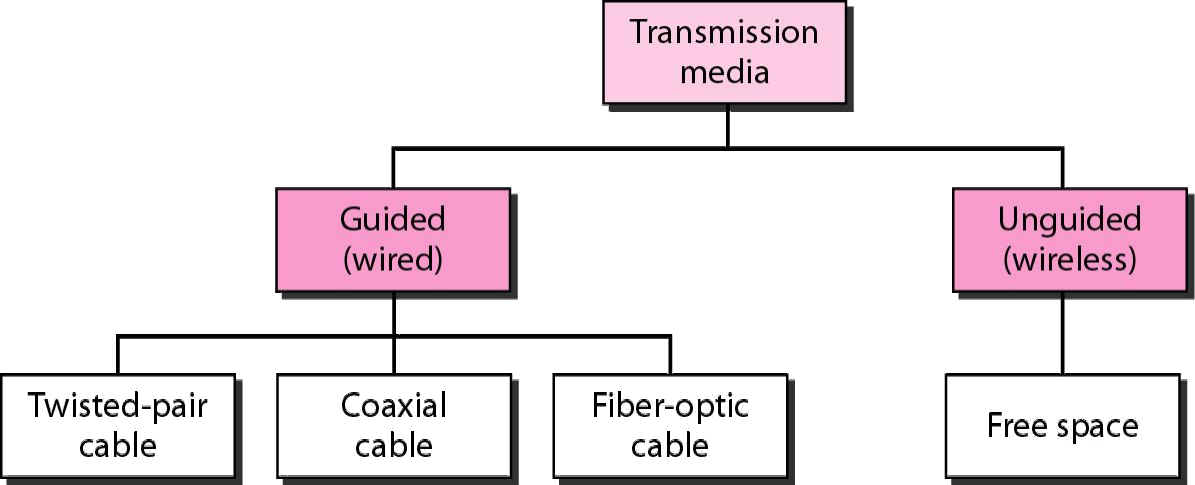 Transmission
media
Guided
(wired)
Unguided
(wireless)
Twisted-pair
cable
Coaxial
cable
Fiber-optic
cable
Free space